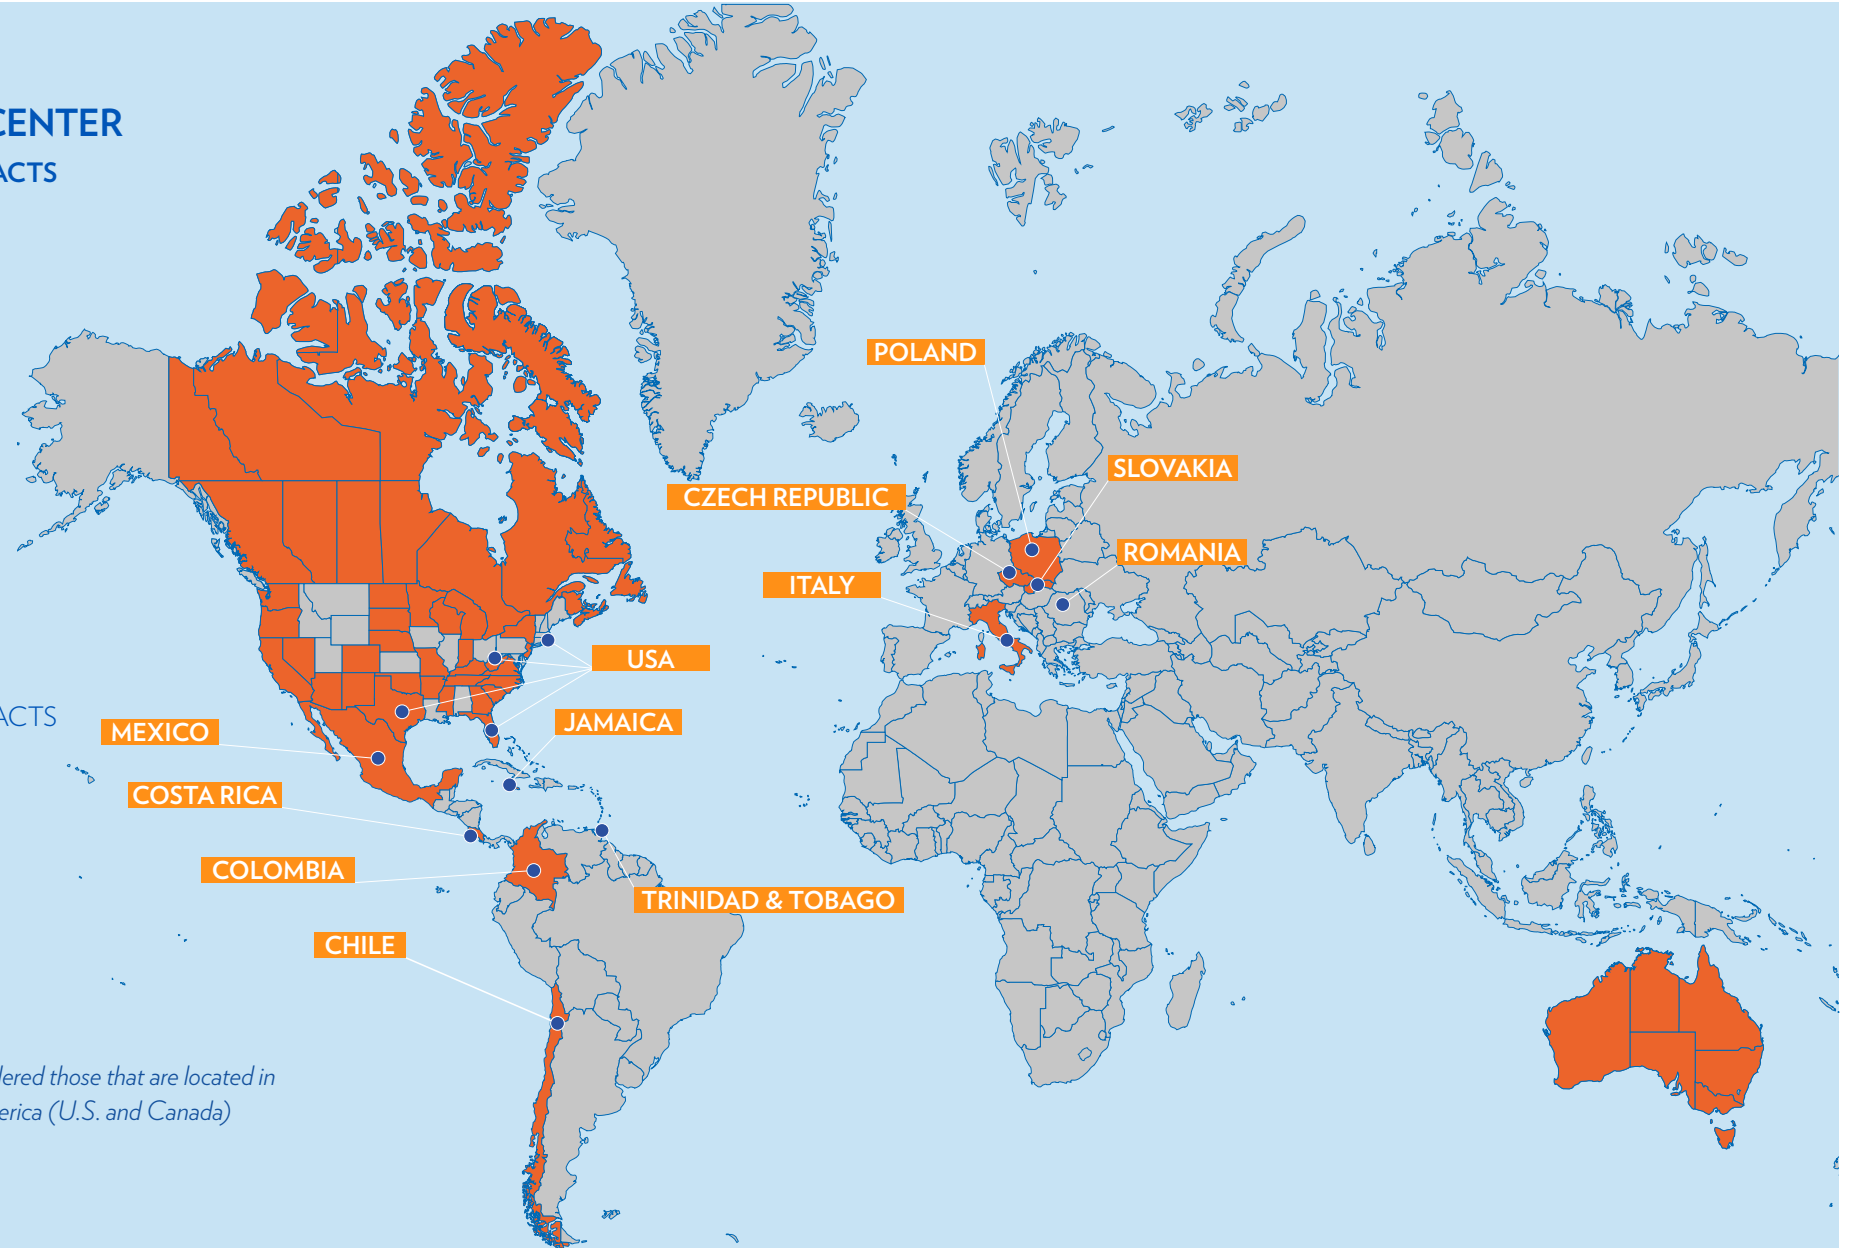 CENTER
ACTS
POLAND
SLOVAKIA
CZECH REPUBLIC
ROMANIA
ITALY
USA
ACTS
JAMAICA
MEXICO
COSTA RICA
COLOMBIA
TRINIDAD & TOBAGO
CHILE
dered those that are located in
erica (U.S. and Canada)